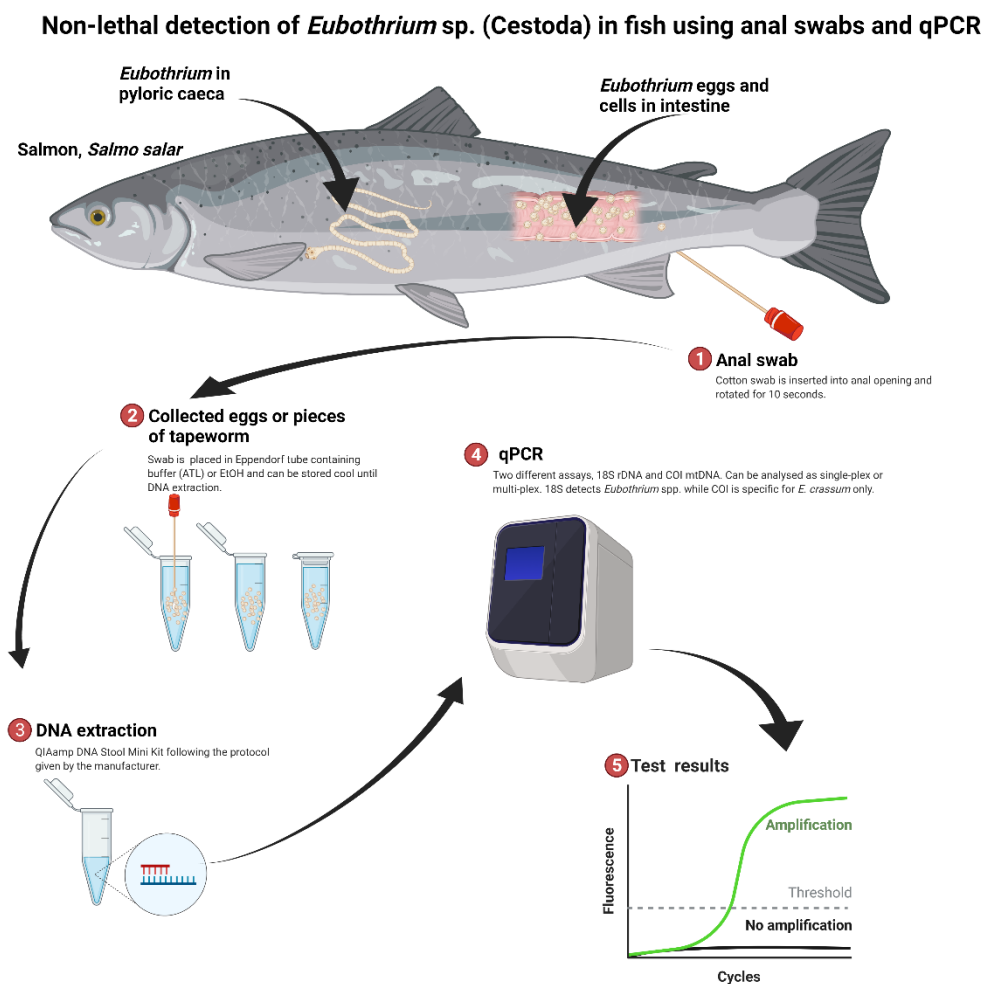 Non-lethal detection of Eubothrium sp. (Cestoda) in fish using anal swabs and qPCR
Eubothrium in
pyloric caeca
Eubothrium eggs and
cells in intestine
Salmon, Salmo salar
1 Anal swab
Cotton swab is inserted into anal opening and
rotated for 10 seconds.
2 Collected eggs or pieces
of tapeworm
Swab is placed in Eppendorf tube containing
buffer (ATL) or EtOH and can be stored cool until
DNA extraction.
3 DNA extraction
QIAamp DNA Stool Mini Kit following the protocol
given by the manufacturer.
4 qPCR
Two different assays, 18S rDNA and COI mtDNA. Can be analysed as single-plex or
multi-plex. 18S detects Eubothrium spp. while COI is specific for E. crassum only.
5 Test results
Fluorescence
Amplification
Threshold
No amplification
Cycles